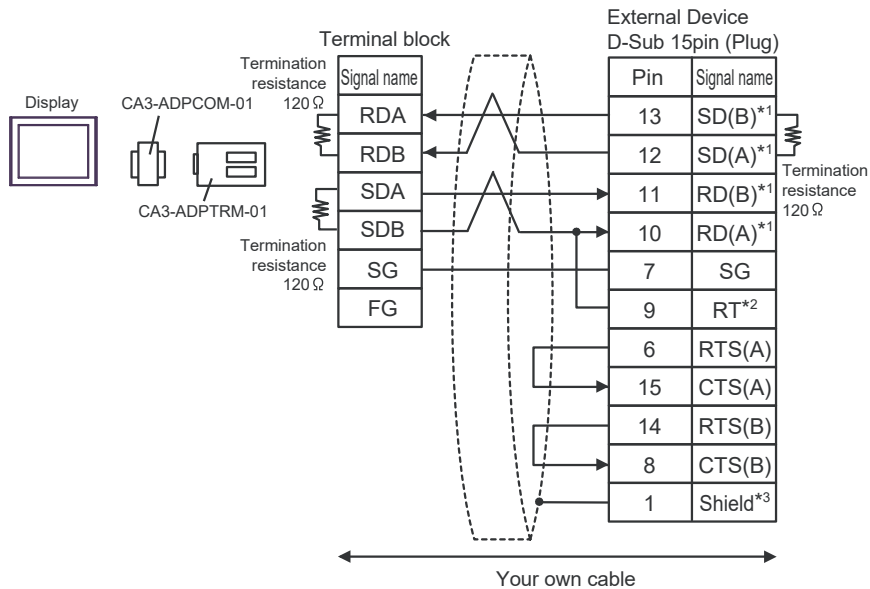 External Device
D-Sub 15pin (Plug)
Terminal block
Termination
resistance
120Ω
Signal name
Pin
Signal name
Display
CA3-ADPCOM-01
RDA
13
SD(B)*1
RDB
12
SD(A)*1
Termination
resistance
120Ω
CA3-ADPTRM-01
SDA
11
RD(B)*1
SDB
10
RD(A)*1
Termination
resistance
120Ω
SG
7
SG
FG
9
RT*2
6
RTS(A)
15
CTS(A)
14
RTS(B)
8
CTS(B)
1
Shield*3
Your own cable